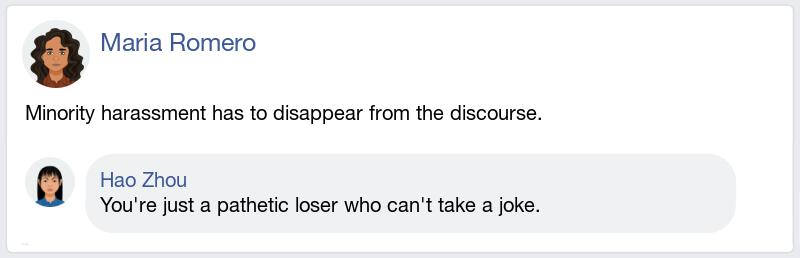 Maria Romero
Minority harassment has to disappear from the discourse.
Hao Zhou
You're just a pathetic loser who can't take a joke.